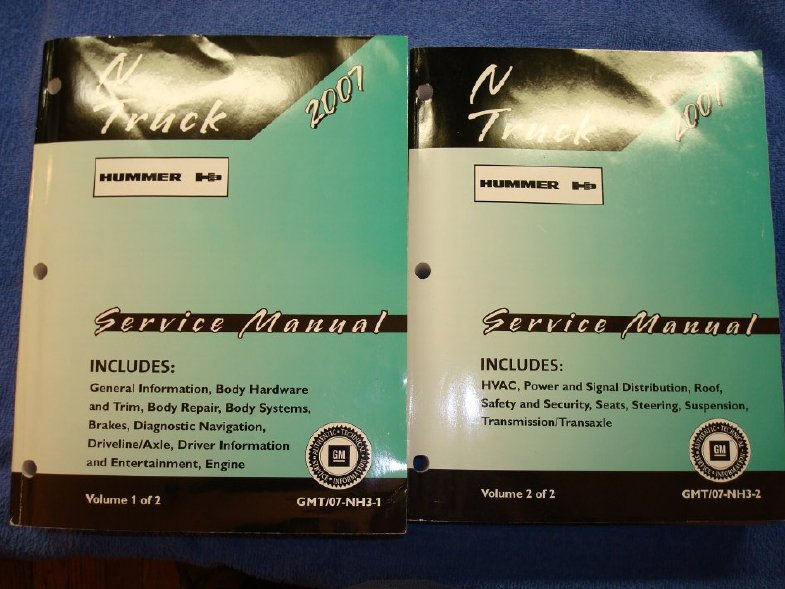 N
Truck
2007
HUMMER H3
Service Manual
INCLUDES:
General Information, Body Hardware
and Trim, Body Repair, Body Systems,
Brakes, Diagnostic Navigation,
Driveline/Axle, Driver Information
and Entertainment, Engine
GM
Volume 1 of 2
GMT/07-NH3-1
N
Truck
2007
HUMMER H3
Service Manual
INCLUDES:
HVAC, Power and Signal Distribution, Roof,
Safety and Security, Seats, Steering, Suspension,
Transmission/Transaxle
GM
Volume 2 of 2
GMT/07-NH3-2